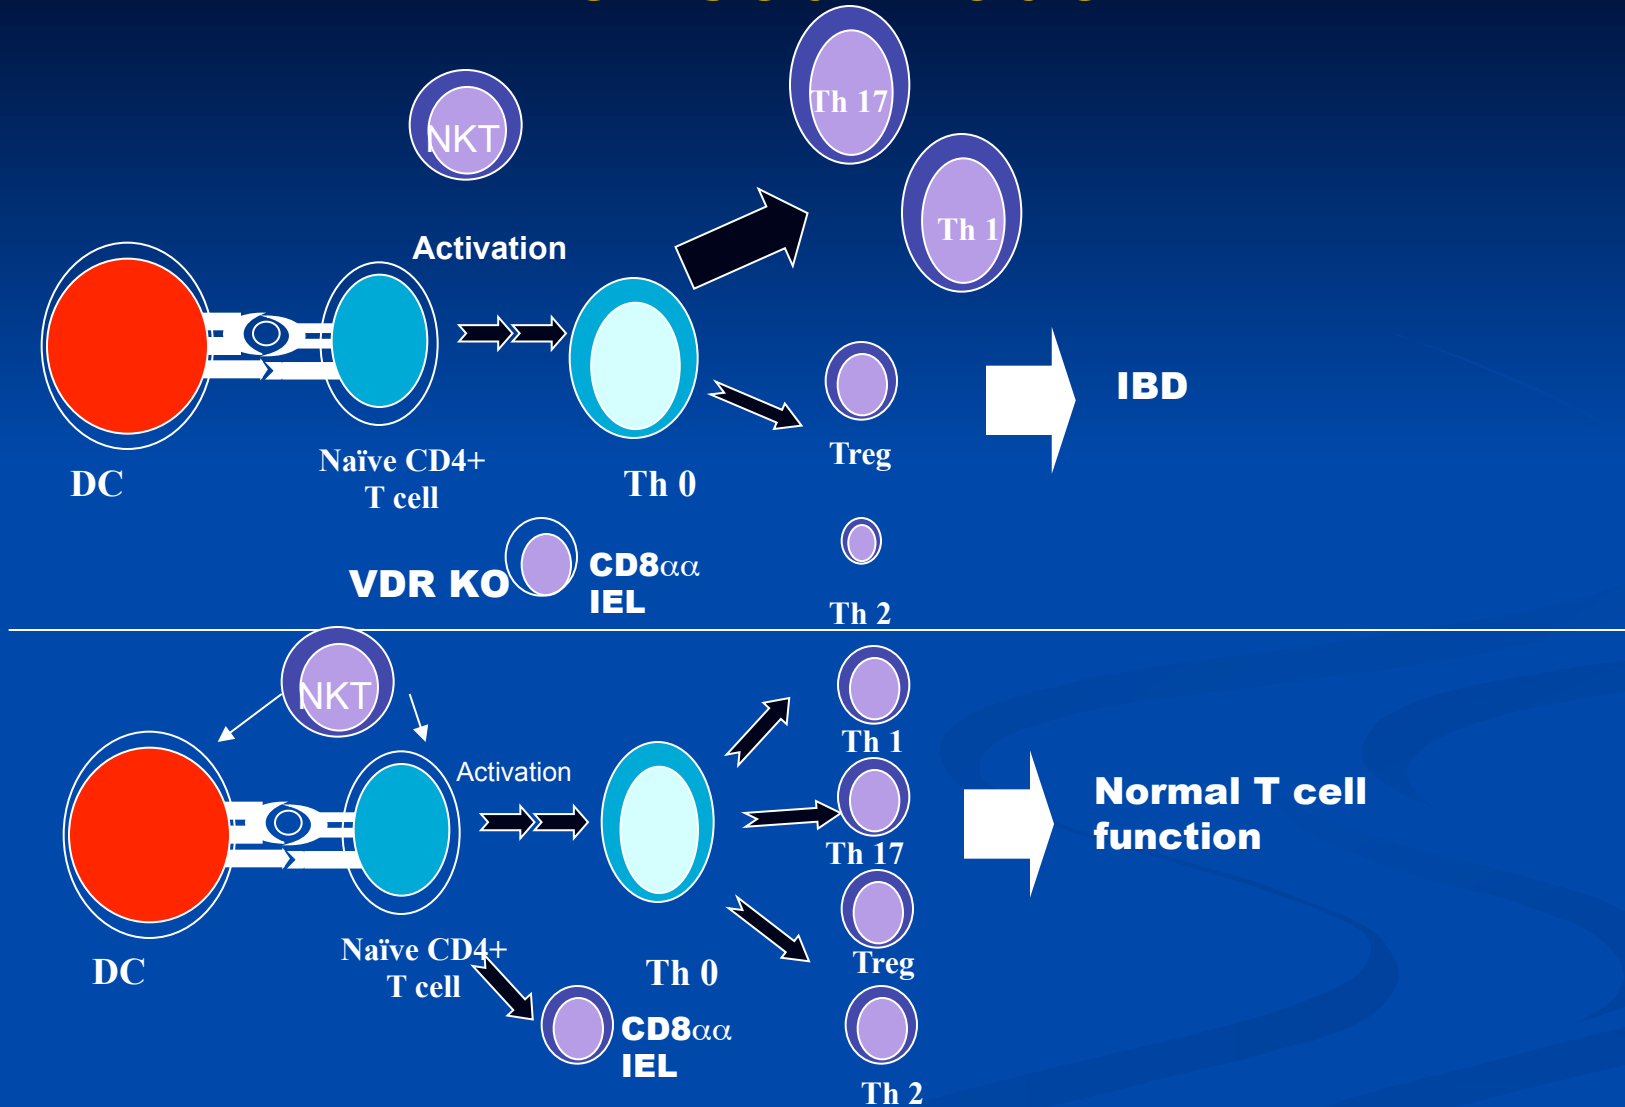 NKT
Th 17
Th 1
Activation
IBD
Treg
DC
Naïve CD4+
T cell
Th 0
VDR KO
CD8αα
IEL
Th 2
NKT
Th 1
Activation
Normal T cell
function
Th 17
DC
Naïve CD4+
T cell
Th 0
Treg
CD8αα
IEL
Th 2